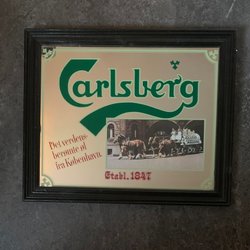 Carlsberg
Det verdens-
berømte øl
fra København.
Etabl. 1847